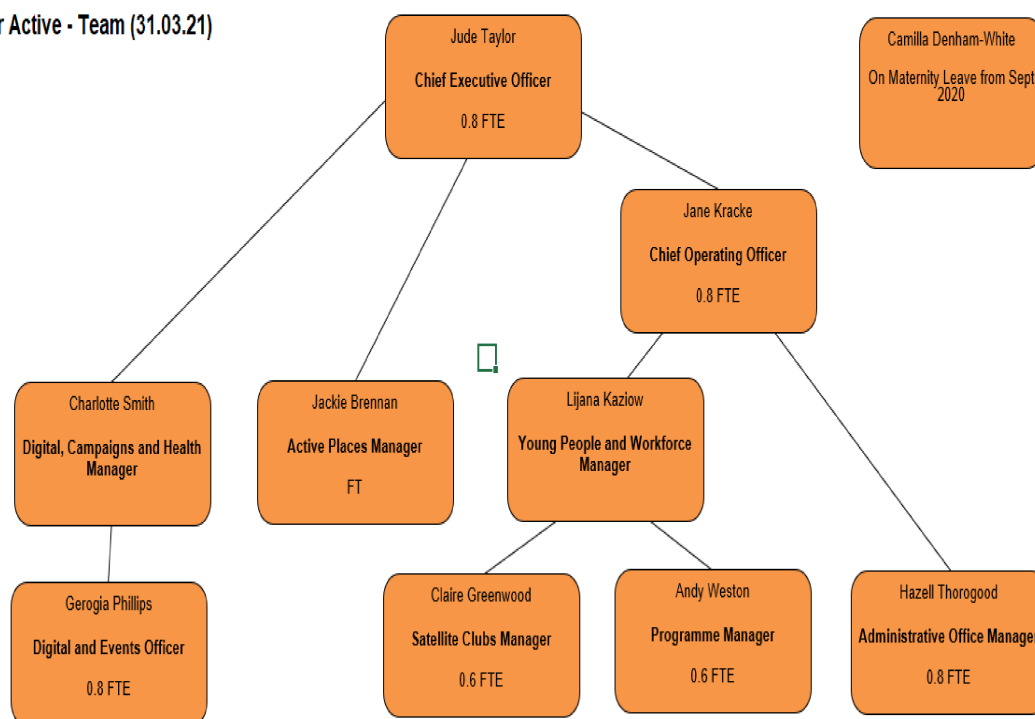 r Active - Team (31.03.21)
Jude Taylor
Chief Executive Officer
0.8 FTE
Camilla Denham-White
On Maternity Leave from Sept
2020
Jane Kracke
Chief Operating Officer
0.8 FTE
Charlotte Smith
Digital, Campaigns and Health
Manager
Jackie Brennan
Active Places Manager
FT
Lijana Kaziow
Young People and Workforce
Manager
Gerogia Phillips
Digital and Events Officer
0.8 FTE
Claire Greenwood
Satellite Clubs Manager
0.6 FTE
Andy Weston
Programme Manager
0.6 FTE
Hazell Thorogood
Administrative Office Manager
0.8 FTE